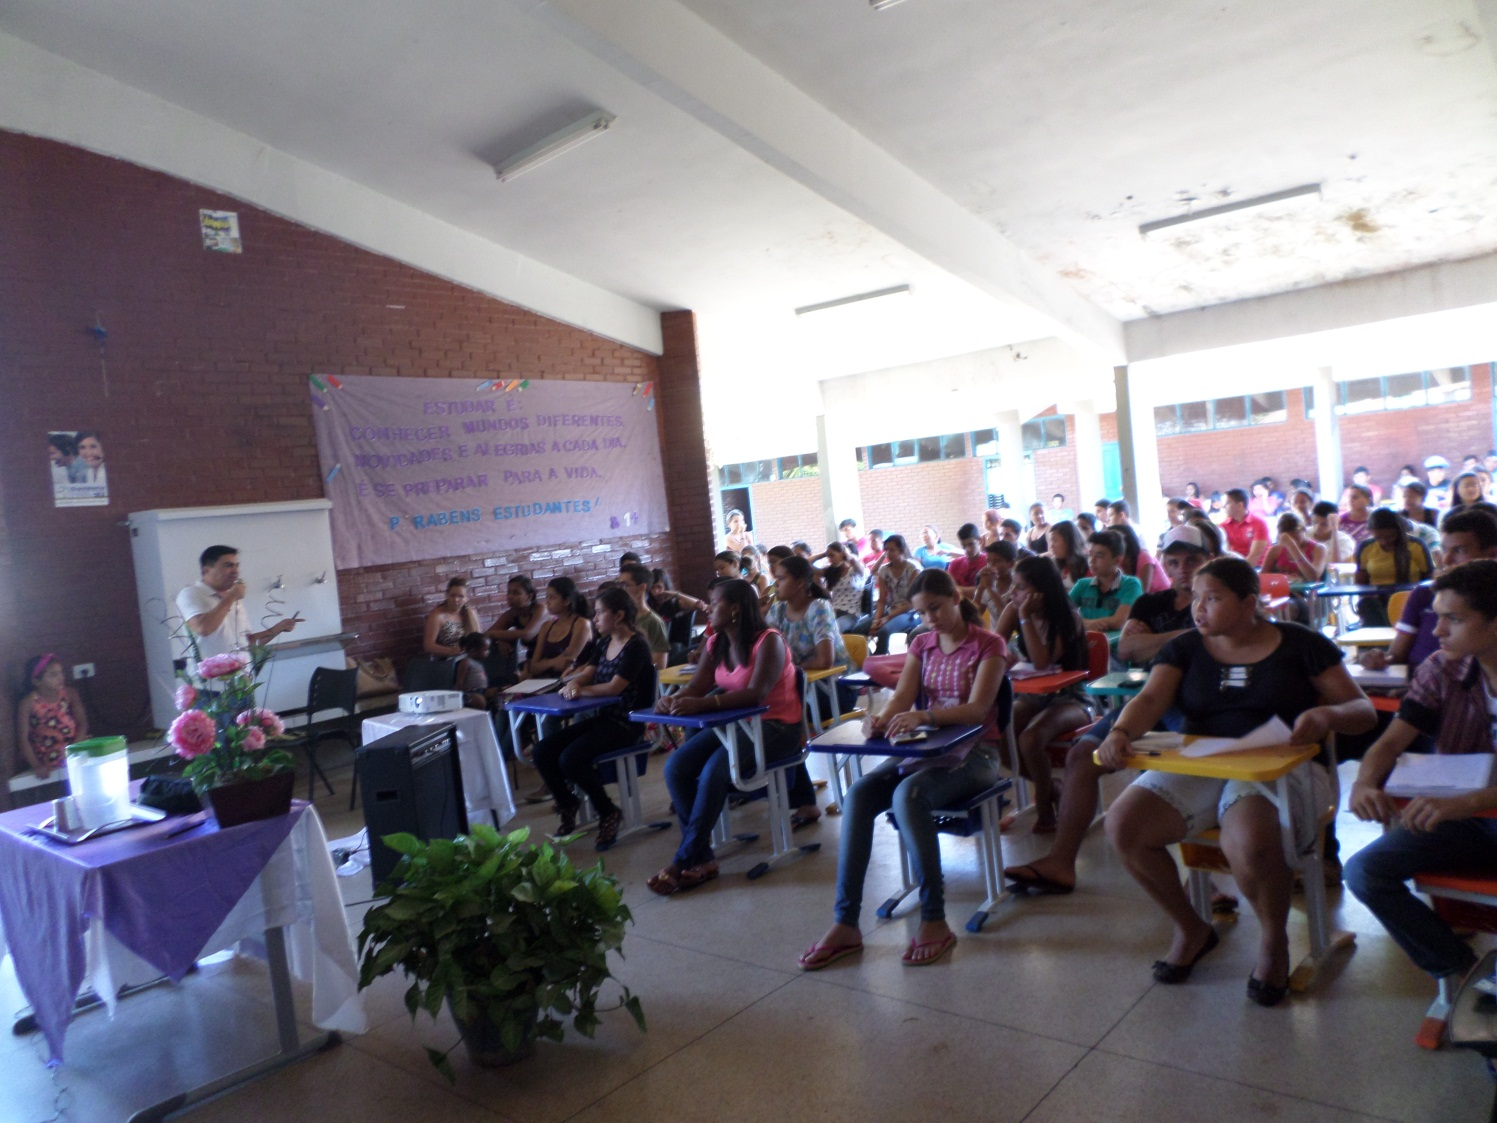 ESTUDAR É:
CONHECER MUNDOS DIFERENTES,
NOVIDADES E ALEGRIAS A CADA DIA,
É SE PREPARAR PARA A VIDA.
P RABENS ESTUDANTES!